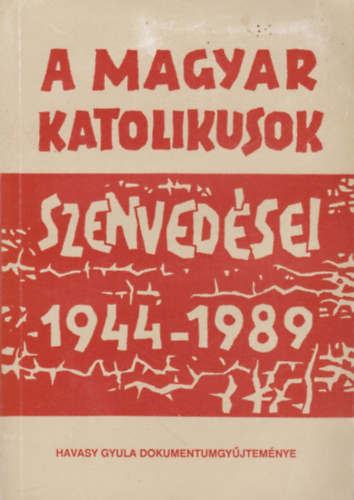 A MAGYAR
KATOLIKUSOK
SZENVEDÉSEI
1944-1989
HAVASY GYULA DOKUMENTUMGYŰJTEMÉNYE